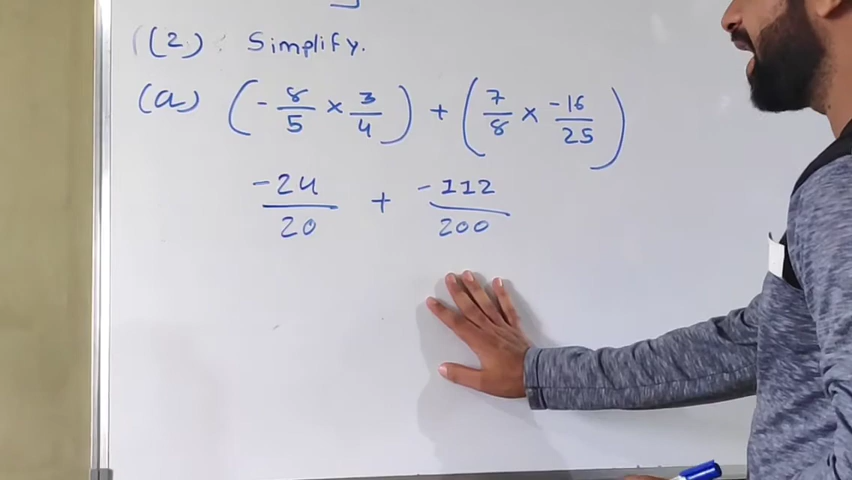 (2) Simplify.
(a) (-8/5 × 3/4) + (7/8 × -16/25)
-24/20 + -112/200